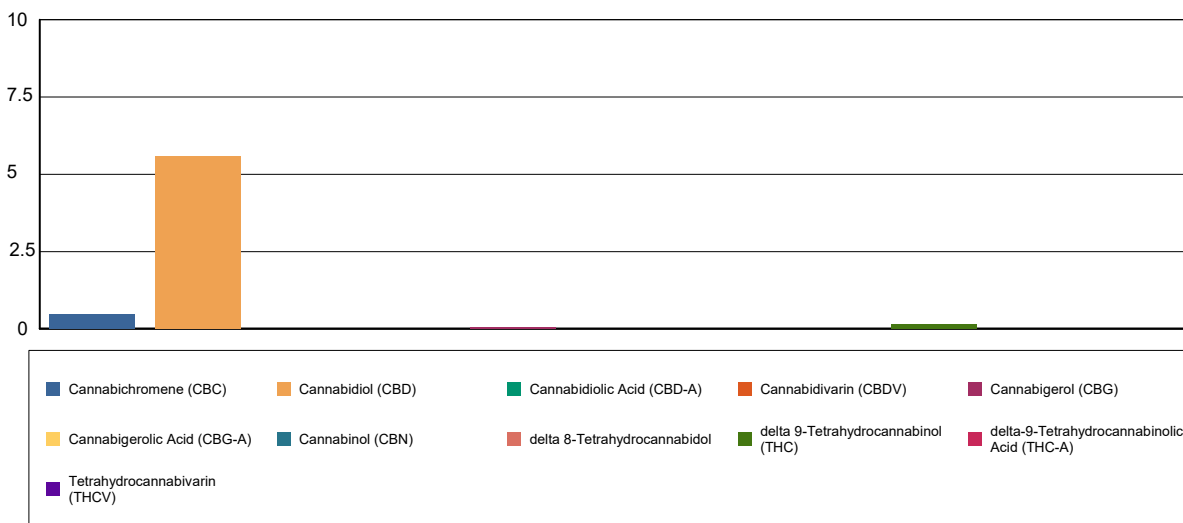 10
7.5
5
2.5
0
Cannabichromene (CBC)
Cannabidiol (CBD)
Cannabidiolic Acid (CBD-A)
Cannabidivarin (CBDV)
Cannabigerol (CBG)
Cannabigerolic Acid (CBG-A)
Cannabinol (CBN)
delta 8-Tetrahydrocannabidol
delta 9-Tetrahydrocannabinol
(THC)
delta-9-Tetrahydrocannabinolic
Acid (THC-A)
Tetrahydrocannabivarin
(THCV)